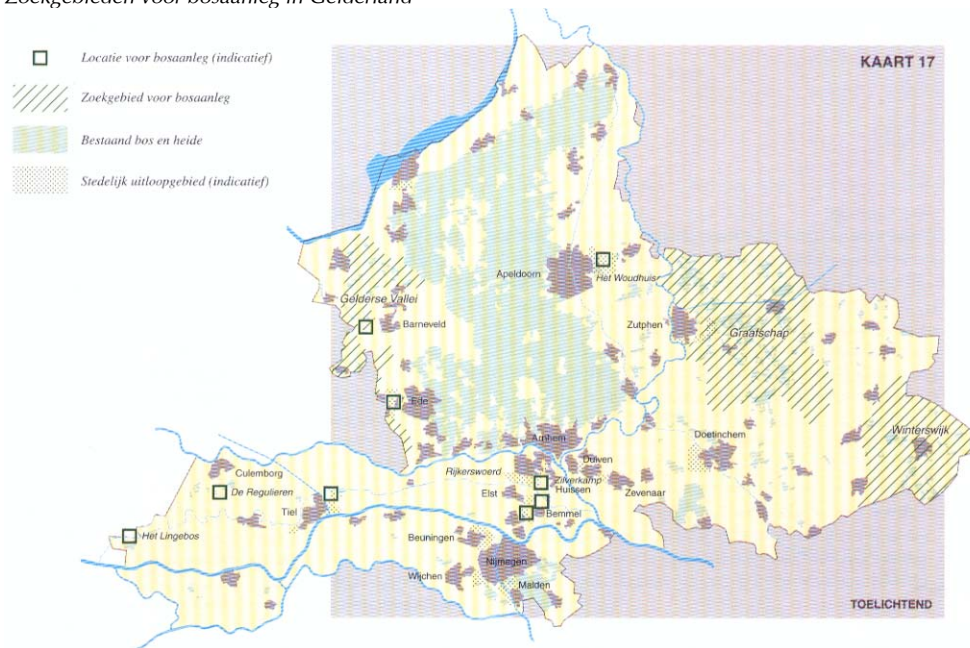 Zoekgebieden voor bosaanleg in Gelderland
KAART 17
Locatie voor bosaanleg (indicatief)
Zoekgebied voor bosaanleg
Bestaand bos en heide
Stedelijk uitloopgebied (indicatief)
Apeldoorn
Het Woudhuis
Gelderse Vallei
Barneveld
Zutphen
Graafschap
Ede
Winterswijk
Arnhem
Doetinchem
Duiven
Rijkerswoerd
Culemborg
Zilverkamp
Huissen
De Regulieren
Elst
Zevenaar
Tiel
Bemmel
Het Lingebos
Beuningen
Nijmegen
Wijchen
Malden
TOELICHTEND